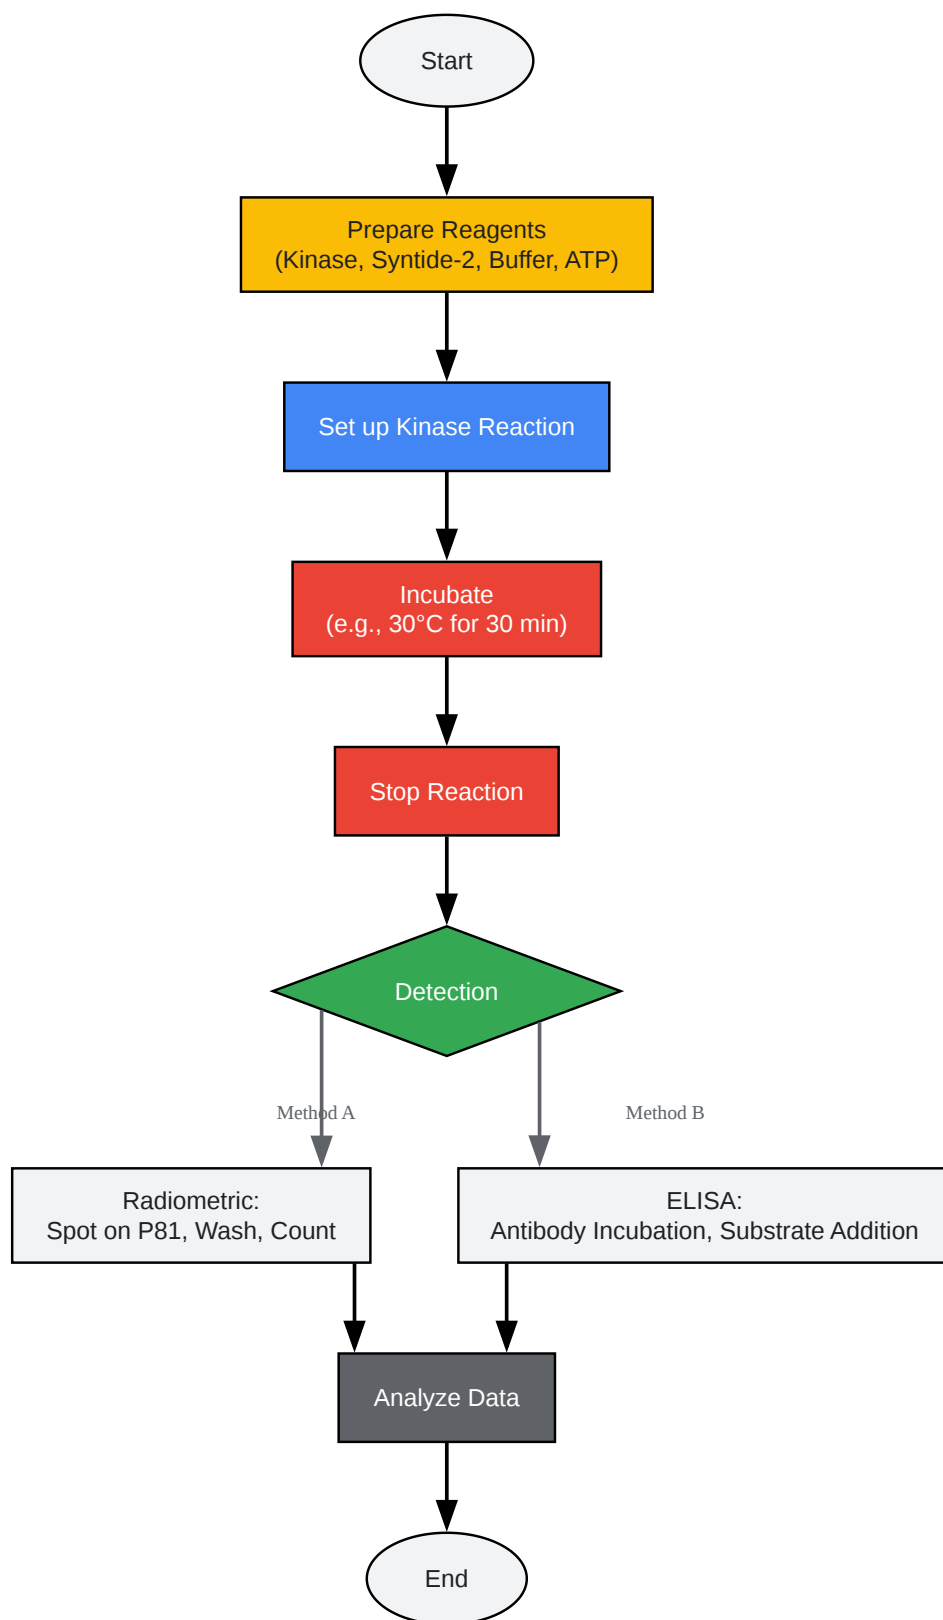 Start
Prepare Reagents
(Kinase, Syntide-2, Buffer, ATP)
Set up Kinase Reaction
Incubate
(e.g., 30°C for 30 min)
Stop Reaction
Detection
Method A
Method B
Radiometric:
Spot on P81, Wash, Count
ELISA:
Antibody Incubation, Substrate Addition
Analyze Data
End